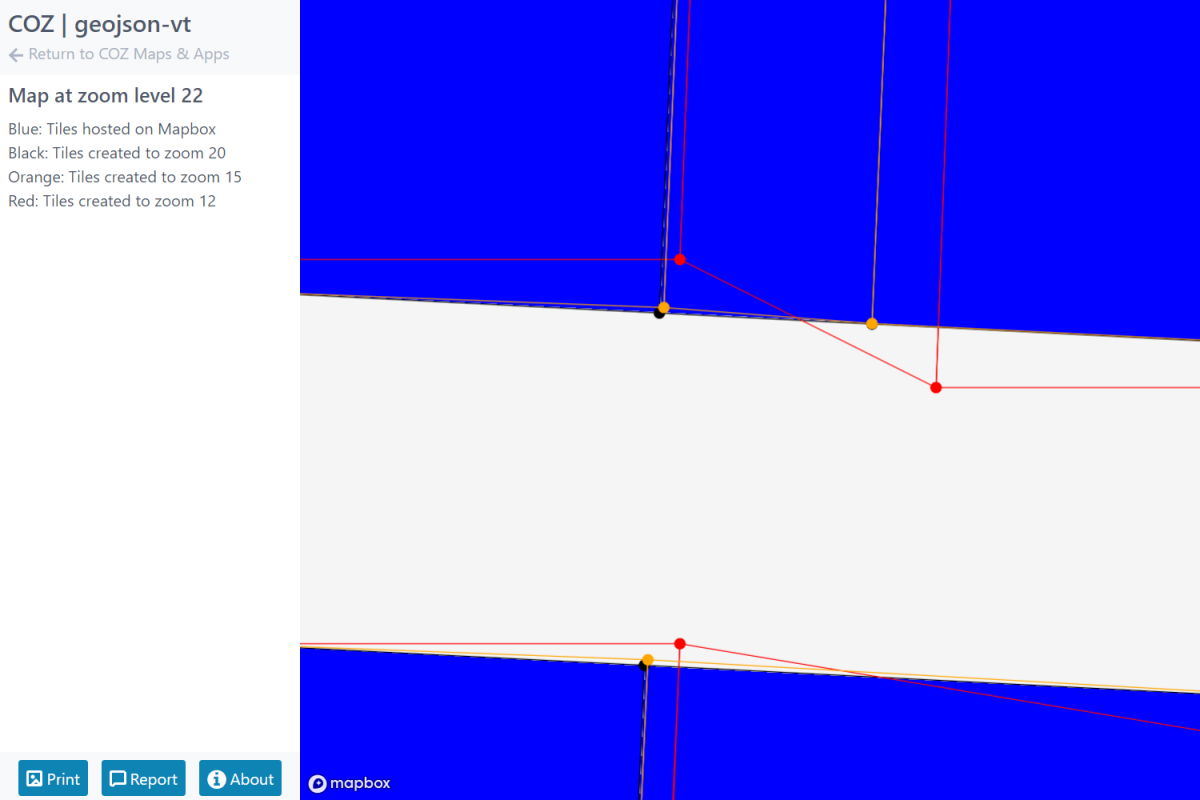 COZ | geojson-vt
Return to COZ Maps & Apps
Map at zoom level 22
Blue: Tiles hosted on Mapbox
Black: Tiles created to zoom 20
Orange: Tiles created to zoom 15
Red: Tiles created to zoom 12
Print
Report
About
mapbox